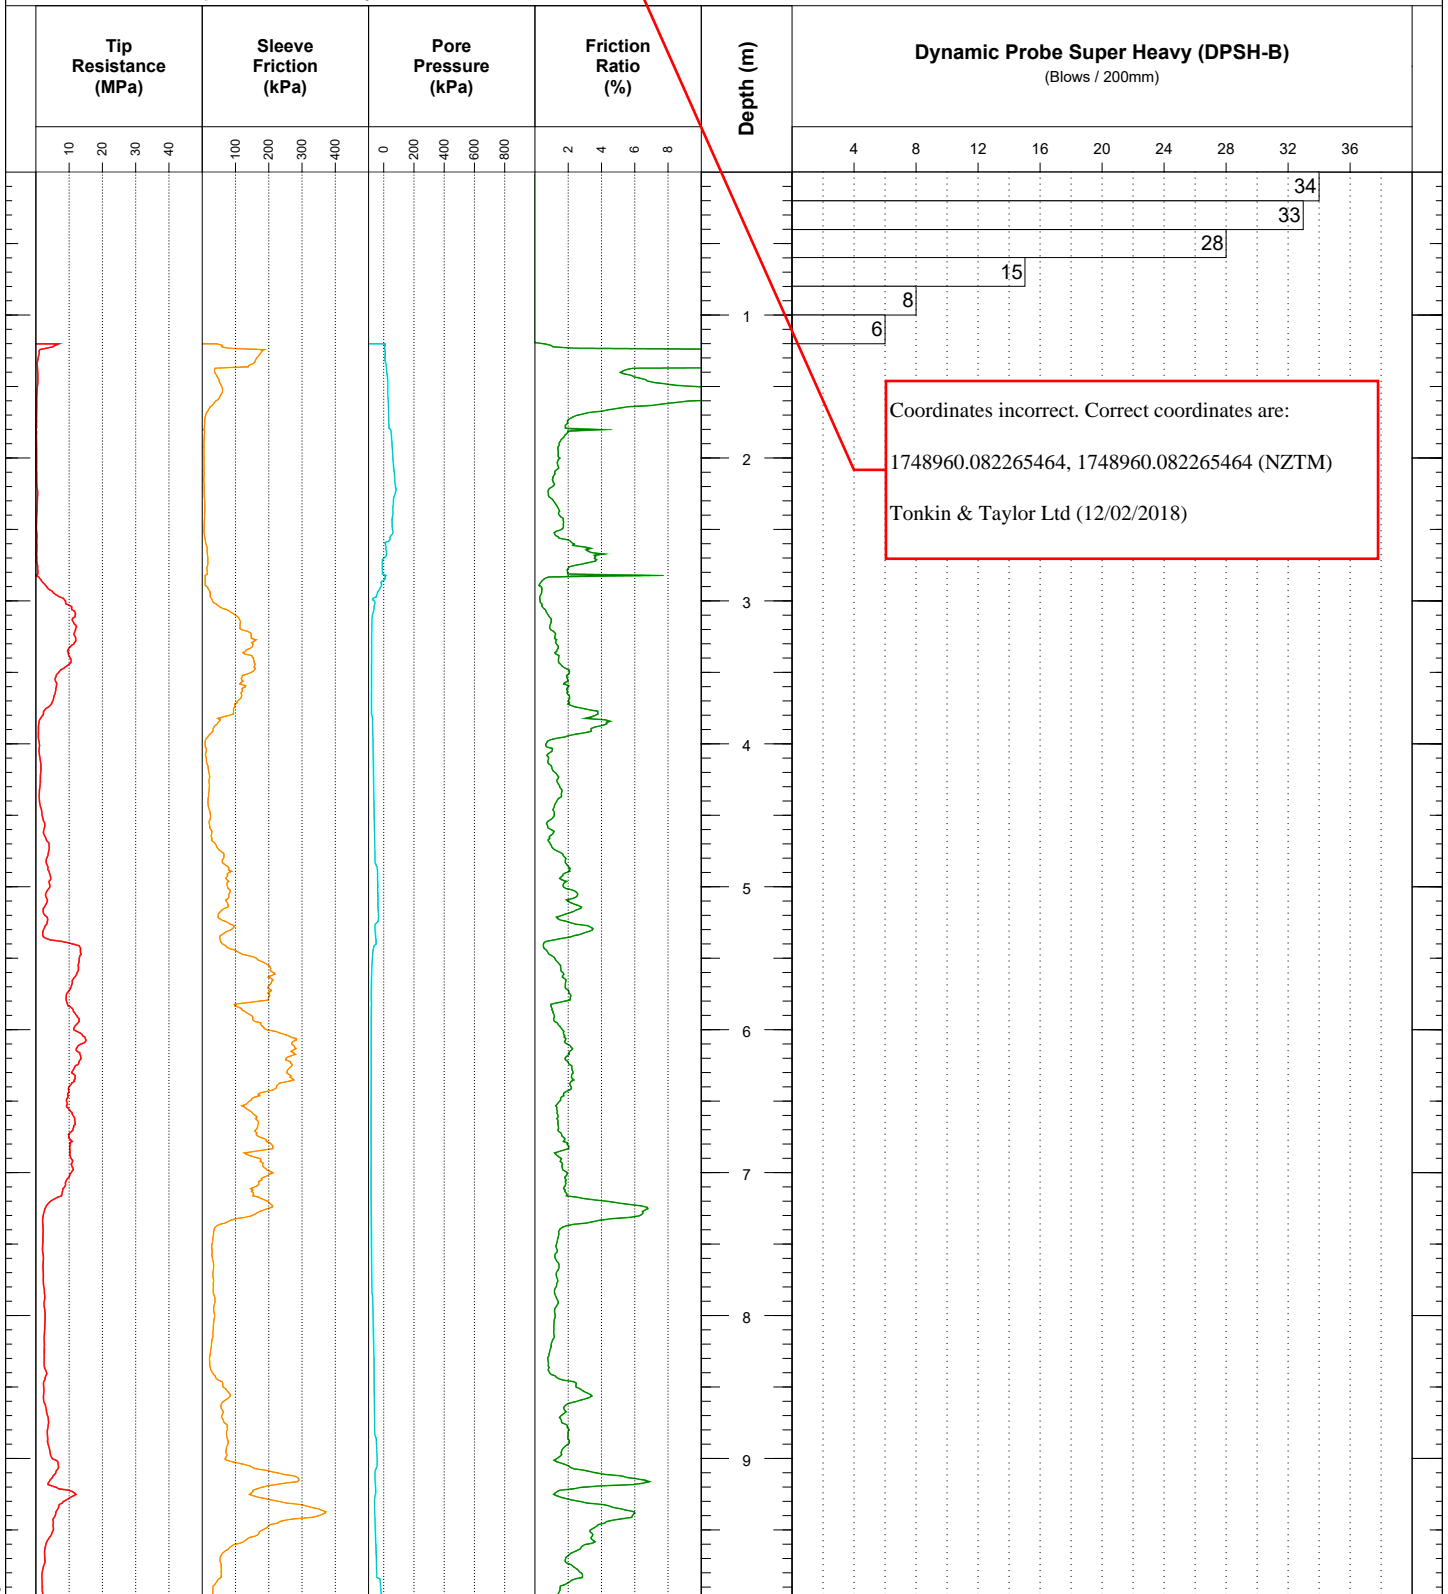 Tip
Resistance
(MPa)
Sleeve
Friction
(kPa)
Pore
Pressure
(kPa)
Friction
Ratio
(%)
Depth (m)
Dynamic Probe Super Heavy (DPSH-B)
(Blows / 200mm)
10 20 30 40
100 200 300 400
0 200 400 600 800
2 4 6 8
4 8 12 16 20 24 28 32 36
34
33
28
15
8
1
6
Coordinates incorrect. Correct coordinates are:
1748960.082265464, 1748960.082265464 (NZTM)
Tonkin & Taylor Ltd (12/02/2018)
2
3
4
5
6
7
8
9